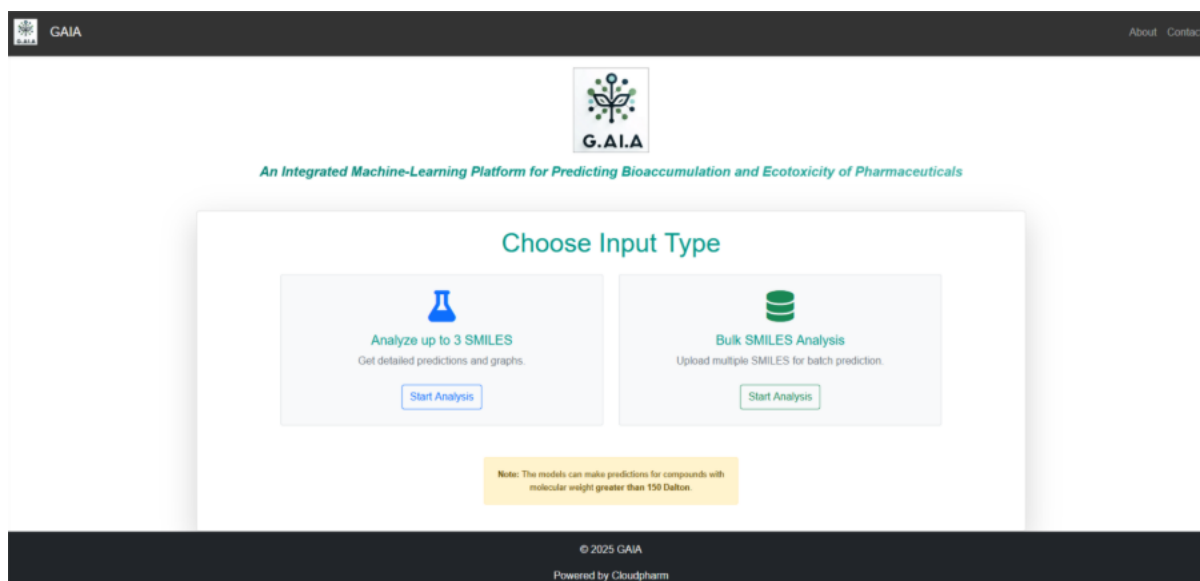 G.AI.A
GAIA
About Contac
G.AI.A
An Integrated Machine-Learning Platform for Predicting Bioaccumulation and Ecotoxicity of Pharmaceuticals
Choose Input Type
Analyze up to 3 SMILES
Get detailed predictions and graphs.
Start Analysis
Bulk SMILES Analysis
Upload multiple SMILES for batch prediction.
Start Analysis
Note: The models can make predictions for compounds with
molecular weight greater than 150 Dalton.
© 2025 GAIA
Powered by Cloudpharm